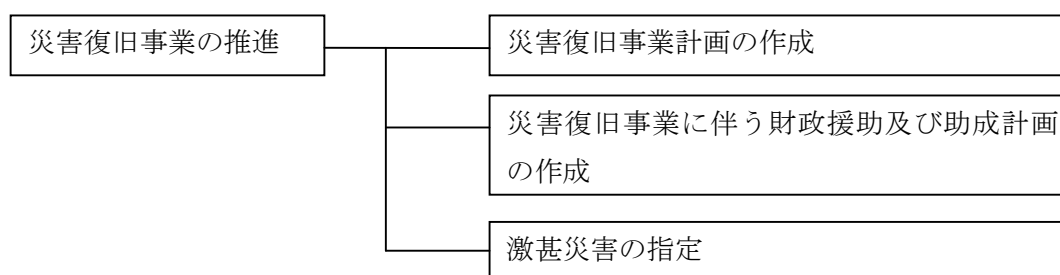 災害復旧事業の推進
災害復旧事業計画の作成
災害復旧事業に伴う財政援助及び助成計画
の作成
激甚災害の指定